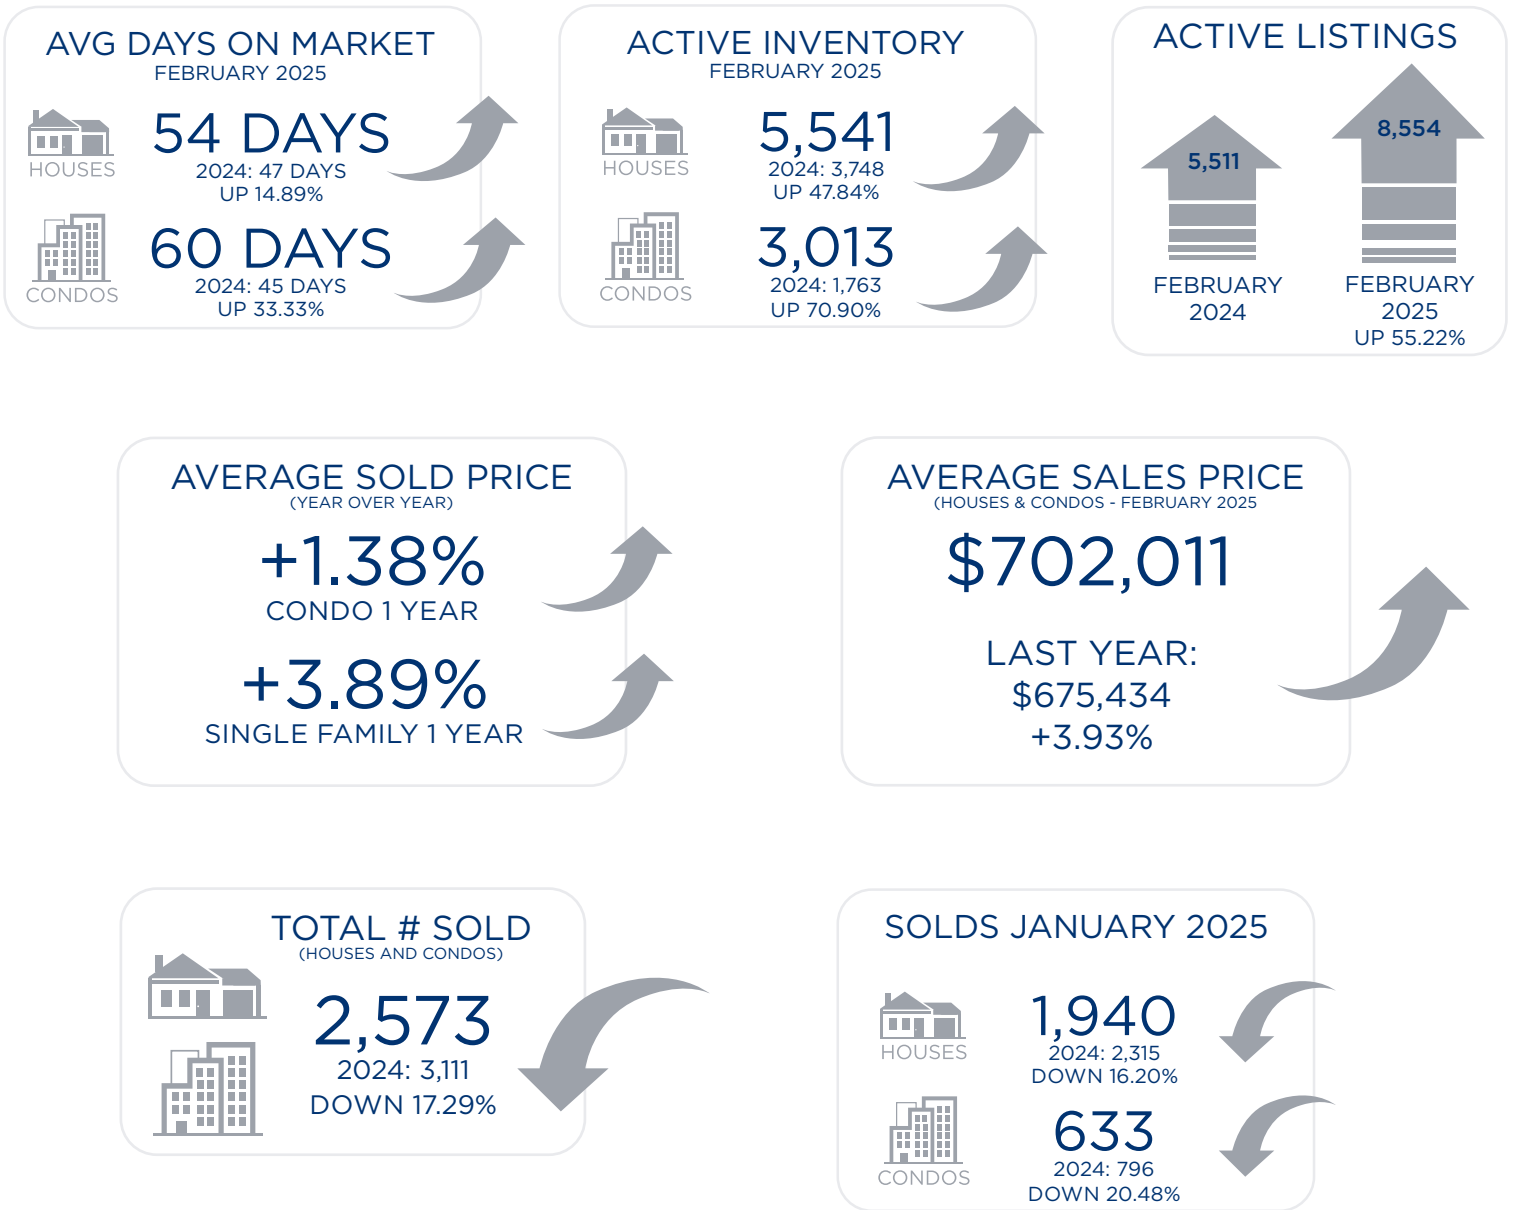 AVG DAYS ON MARKET
FEBRUARY 2025
54 DAYS
2024: 47 DAYS
UP 14.89%
HOUSES
60 DAYS
2024: 45 DAYS
UP 33.33%
CONDOS
ACTIVE INVENTORY
FEBRUARY 2025
5,541
2024: 3,748
UP 47.84%
HOUSES
3,013
2024: 1,763
UP 70.90%
CONDOS
ACTIVE LISTINGS
5,511
FEBRUARY
2024
8,554
FEBRUARY
2025
UP 55.22%
AVERAGE SOLD PRICE
(YEAR OVER YEAR)
+1.38%
CONDO 1 YEAR
+3.89%
SINGLE FAMILY 1 YEAR
AVERAGE SALES PRICE
(HOUSES & CONDOS - FEBRUARY 2025
$702,011
LAST YEAR:
$675,434
+3.93%
TOTAL # SOLD
(HOUSES AND CONDOS)
2,573
2024: 3,111
DOWN 17.29%
SOLDS JANUARY 2025
1,940
HOUSES
2024: 2,315
DOWN 16.20%
633
2024: 796
CONDOS
DOWN 20.48%